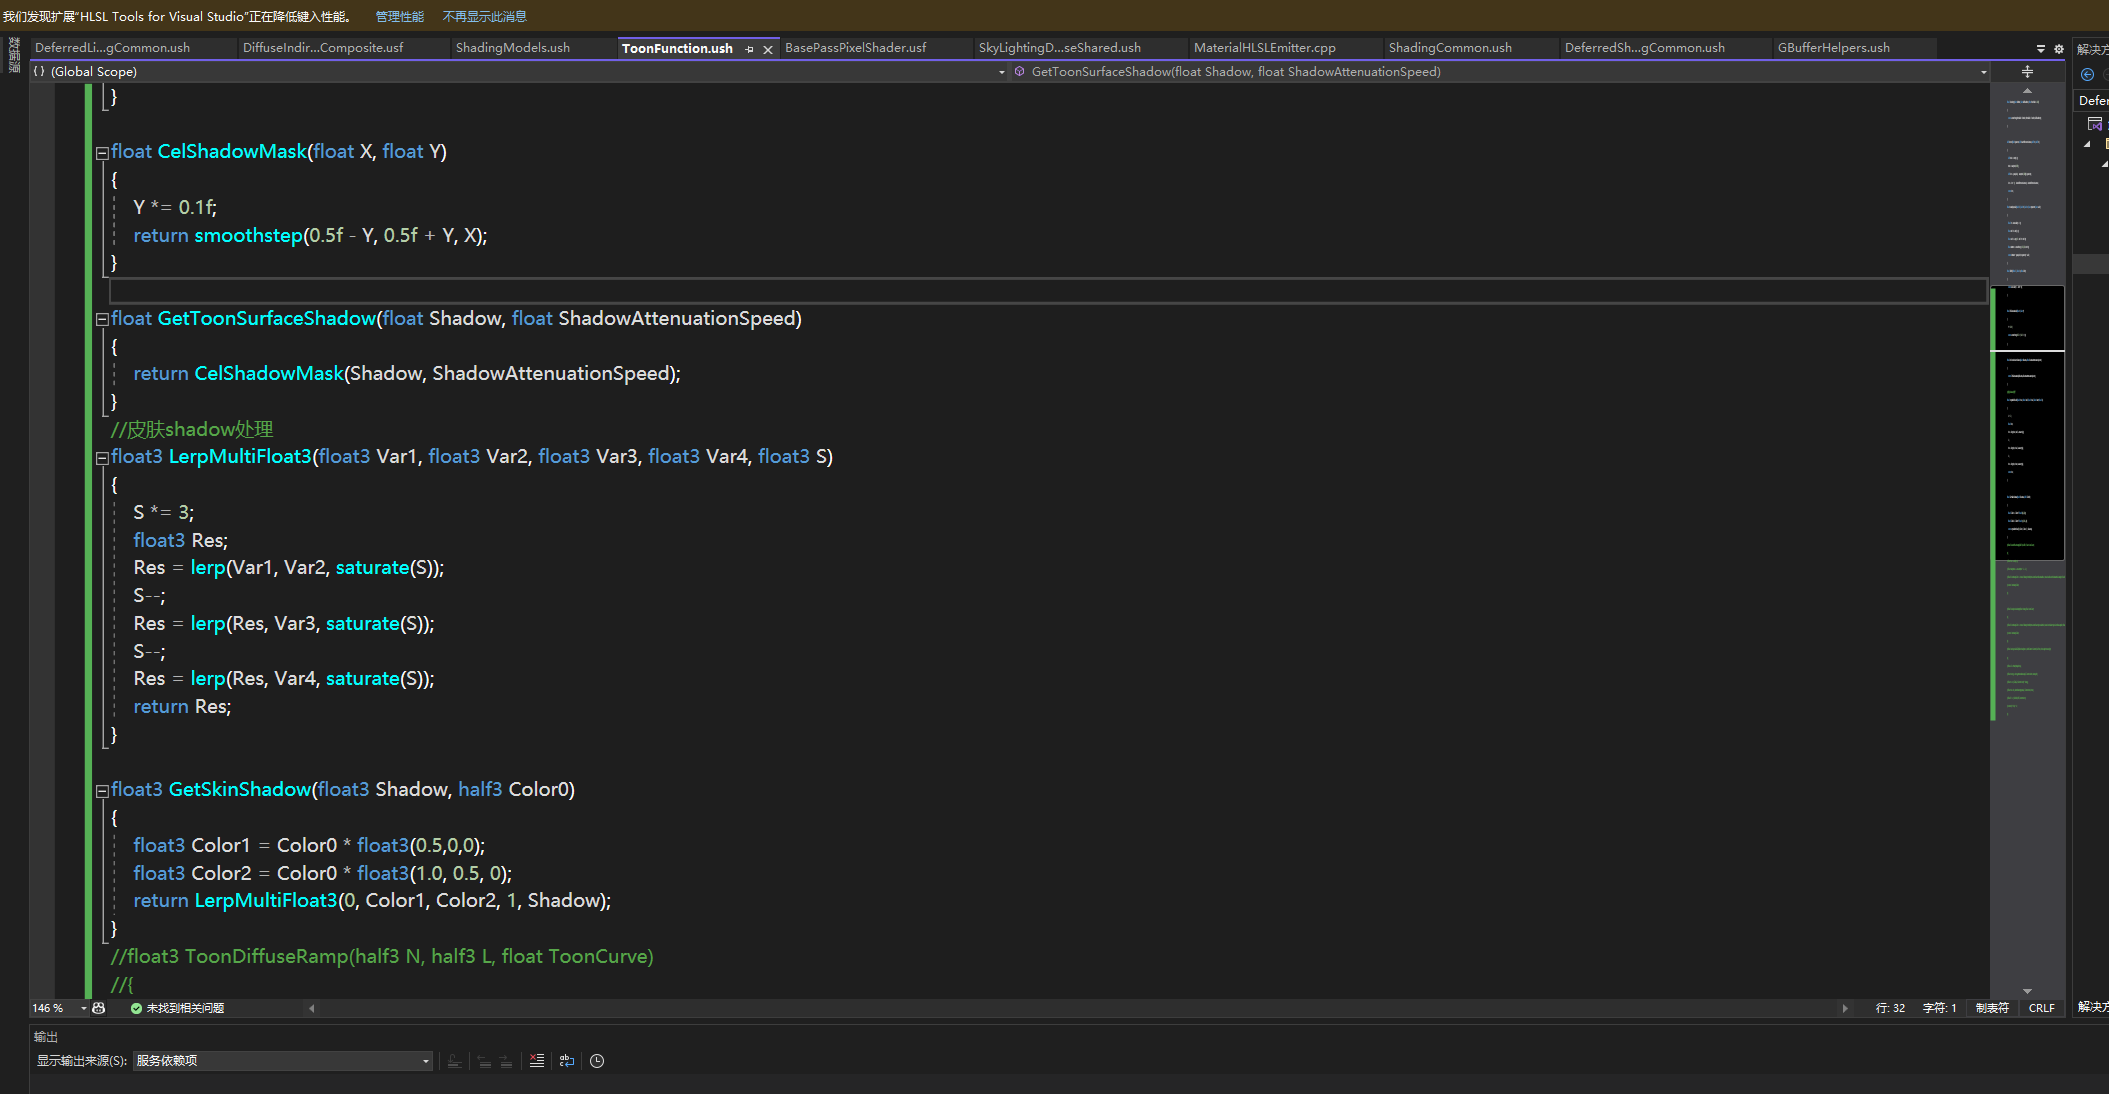 我们发现扩展“HLSL Tools for Visual Studio”正在降低键入性能。 管理性能 不再显示此消息
数据源
DeferredLi...gCommon.ush DiffuseIndir...Composite.usf ShadingModels.ush ToonFunction.ush BasePassPixelShader.usf SkyLightingD...seShared.ush MaterialHLSLEmitter.cpp ShadingCommon.ush DeferredSh...gCommon.ush GBufferHelpers.ush
{} (Global Scope) GetToonSurfaceShadow(float Shadow, float ShadowAttenuationSpeed)
}
float CelShadowMask(float X, float Y)
{
Y *= 0.1f;
return smoothstep(0.5f - Y, 0.5f + Y, X);
}
float GetToonSurfaceShadow(float Shadow, float ShadowAttenuationSpeed)
{
return CelShadowMask(Shadow, ShadowAttenuationSpeed);
}
//皮肤shadow处理
float3 LerpMultiFloat3(float3 Var1, float3 Var2, float3 Var3, float3 Var4, float3 S)
{
S *= 3;
float3 Res;
Res = lerp(Var1, Var2, saturate(S));
S--;
Res = lerp(Res, Var3, saturate(S));
S--;
Res = lerp(Res, Var4, saturate(S));
return Res;
}
float3 GetSkinShadow(float3 Shadow, half3 Color0)
{
float3 Color1 = Color0 * float3(0.5,0,0);
float3 Color2 = Color0 * float3(1.0, 0.5, 0);
return LerpMultiFloat3(0, Color1, Color2, 1, Shadow);
}
//float3 ToonDiffuseRamp(half3 N, half3 L, float ToonCurve)
//{
146 % 未找到相关问题 行: 32 字符: 1 制表符 CRLF
解决方
Defer
解决方
输出
显示输出来源(S): 服务依赖项